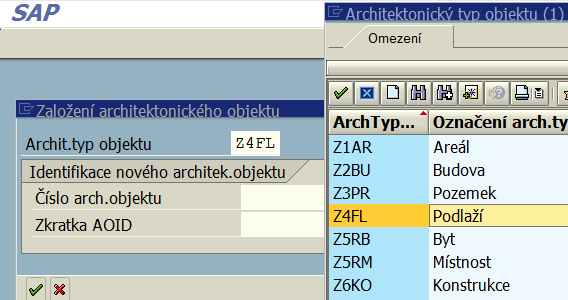 SAP
Založení architektonického objektu
Archit.typ objektu Z4FL
Identifikace nového architek.objektu
Číslo arch.objektu
Zkratka AOID
Architektonický typ objektu (1)
Omezení
ArchTyp... Označení arch.ty
Z1AR Areál
Z2BU Budova
Z3PR Pozemek
Z4FL Podlaží
Z5RB Byt
Z5RM Místnost
Z6KO Konstrukce